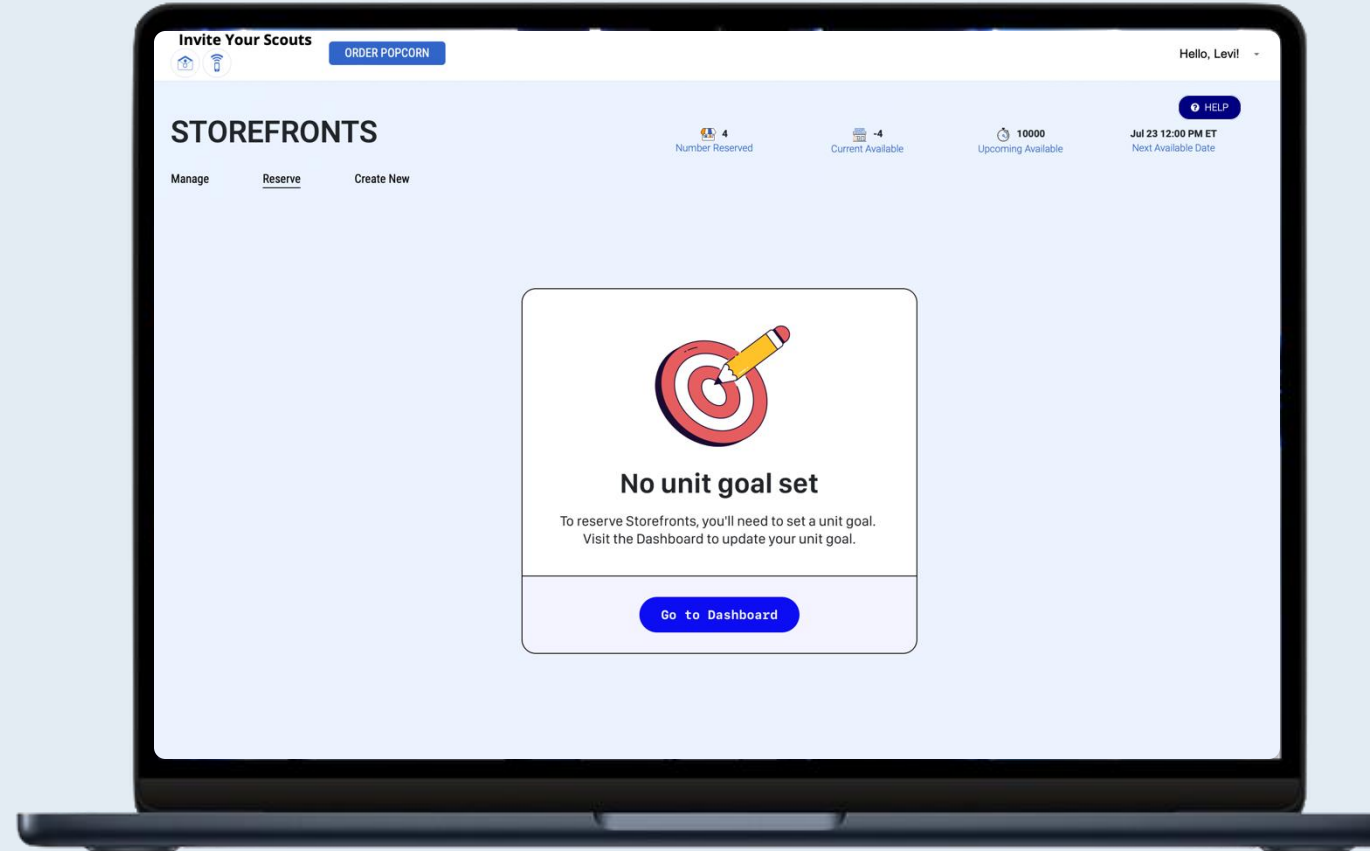 Invite Your Scouts
ORDER POPCORN
Hello, Levi!
HELP
STOREFRONTS
4
Number Reserved
-4
Current Available
10000
Upcoming Available
Jul 23 12:00 PM ET
Next Available Date
Manage
Reserve
Create New
No unit goal set
To reserve Storefronts, you'll need to set a unit goal.
Visit the Dashboard to update your unit goal.
Go to Dashboard